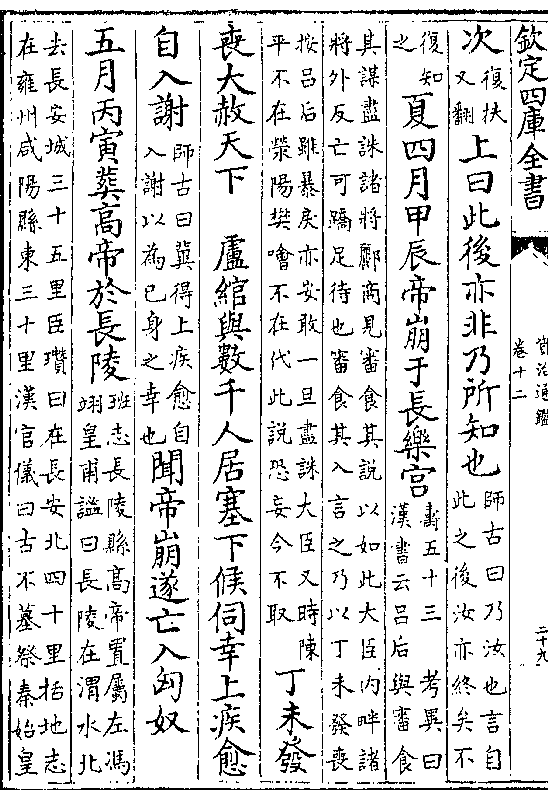 欽定四庫全書
資治通鑑
卷十二
二十九
次復扶又翻上曰此後亦非乃所知也師古曰乃汝也言自此之後汝亦終矣不
復知之夏四月甲辰帝崩于長樂宫壽五十三 考異曰漢書云吕后與審食
其謀盡誅諸將酈商見審食其說以如此大臣内畔諸
將外反亡可蹻足待也審食其入言之乃以丁未發喪
按吕后雖暴戾亦安敢一旦盡誅大臣又時陳
平不在滎陽樊噲不在代此說恐妄今不取丁未發
喪大赦天下 盧綰與數千人居塞下候伺幸上疾愈
自入謝師古曰冀得上疾愈自入謝以為已身之幸也聞帝崩遂亡入匈奴
五月丙寅葬高帝於長陵班志長陵縣高帝置屬左馮翊皇甫謐曰長陵在渭水北
去長安城三十五里臣瓚曰在長安北四十里括地志
在雍州咸陽縣東三十里漢官儀曰古不墓祭秦始皇